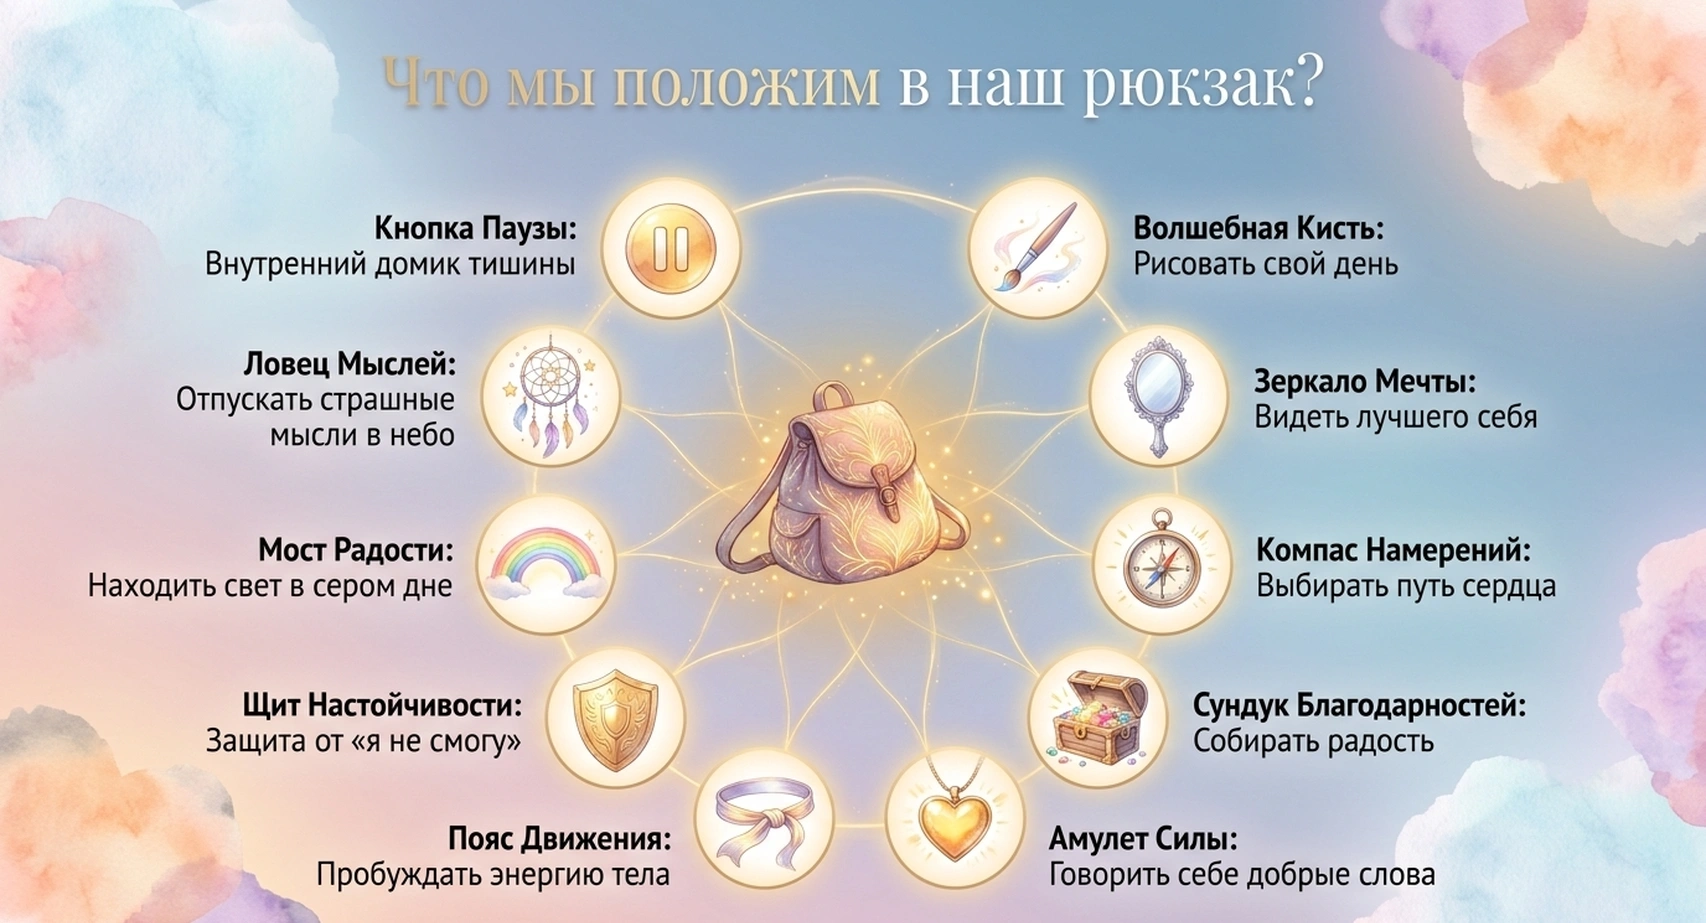 Что мы положим в наш рюкзак?
Кнопка Паузы:
Внутренний домик тишины
Ловец Мыслей:
Отпускать страшные
мысли в небо
Мост Радости:
Находить свет в сером дне
Щит Настойчивости:
Защита от «я не смогу»
Пояс Движения:
Пробуждать энергию тела
Волшебная Кисть:
Рисовать свой день
Зеркало Мечты:
Видеть лучшего себя
Компас Намерений:
Выбирать путь сердца
Сундук Благодарностей:
Собирать радость
Амулет Силы:
Говорить себе добрые слова